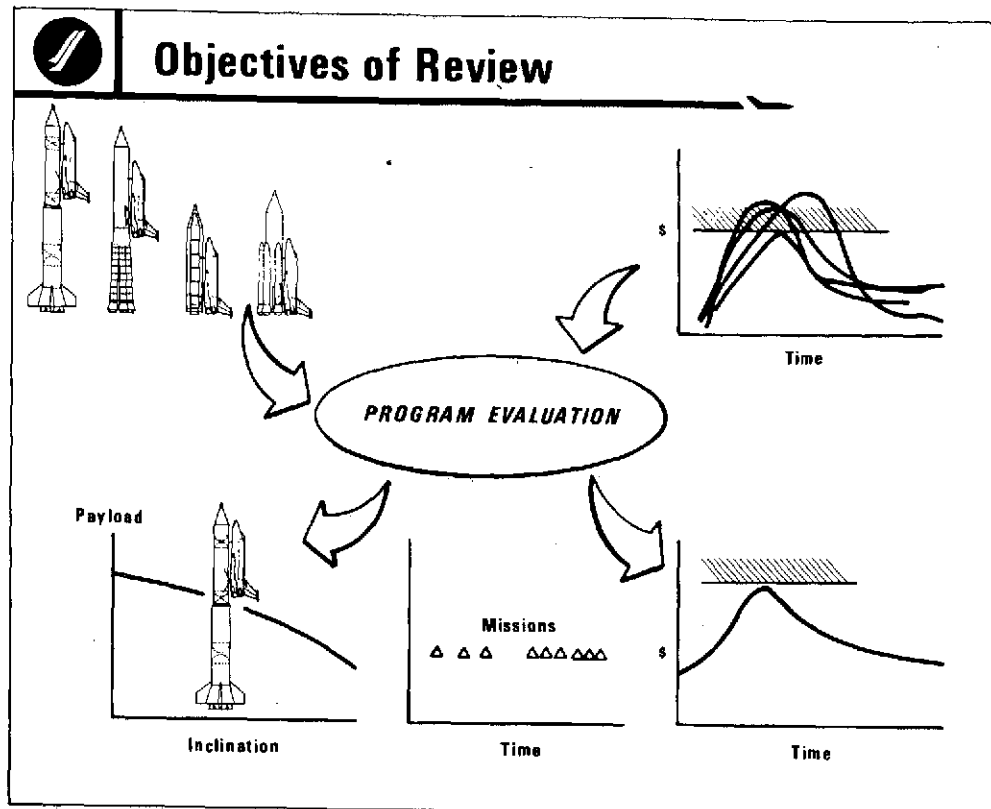 Objectives of Review
$
Time
PROGRAM EVALUATION
Payload
Inclination
Missions
Time
$
Time